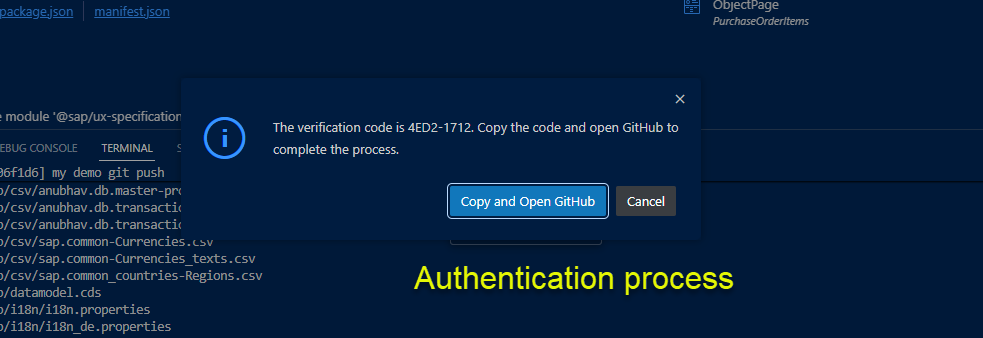 package.json manifest.json
ObjectPage
PurchaseOrderItems
e module '@sap/ux-specification
The verification code is 4ED2-1712. Copy the code and open GitHub to
complete the process.
Copy and Open GitHub Cancel
DEBUG CONSOLE TERMINAL
06f1d6] my demo git push
/csv/anubhav.db.master-pro
/csv/anubhav.db.transactic
/csv/anubhav.db.transactic
/csv/sap.common-Currencies.csv
/csv/sap.common-Currencies_texts.csv
/csv/sap.common_countries-Regions.csv
/datamodel.cds
/i18n/i18n.properties
/i18n/i18n_de.properties
Authentication process